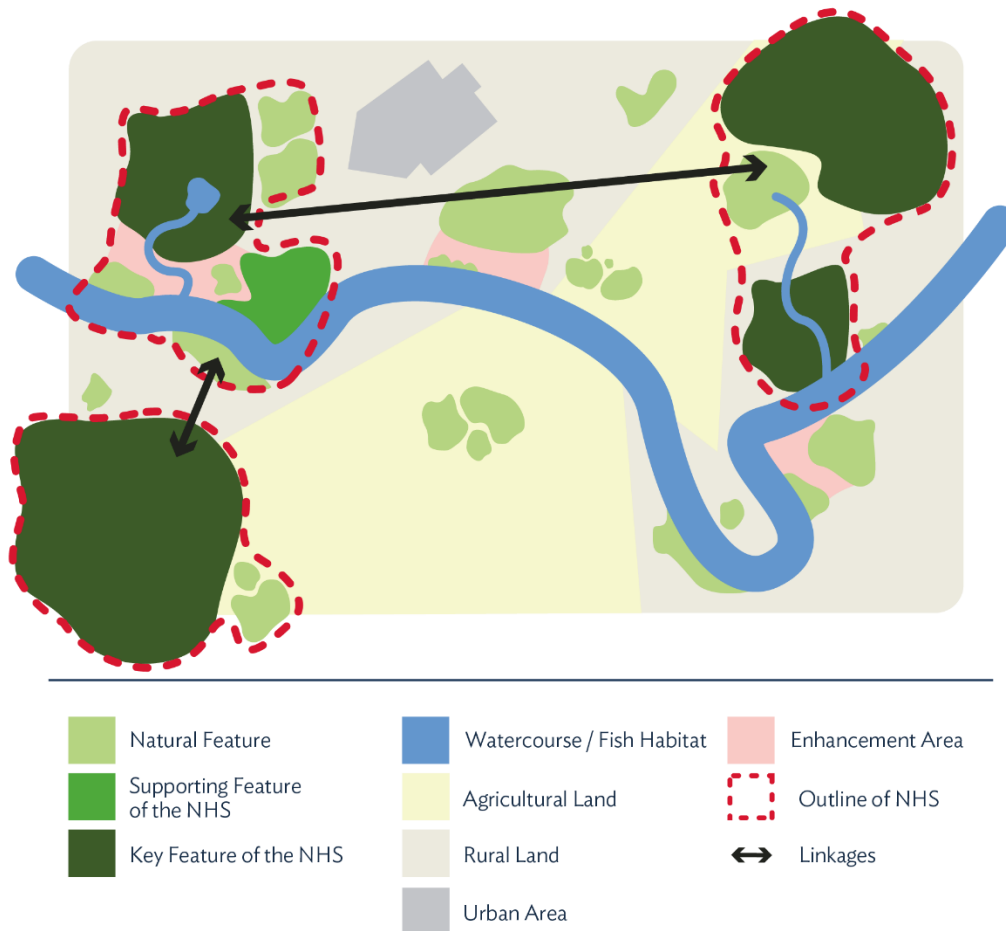 Natural Feature
Supporting Feature
of the NHS
Key Feature of the NHS
Watercourse / Fish Habitat
Agricultural Land
Rural Land
Urban Area
Enhancement Area
Outline of NHS
Linkages